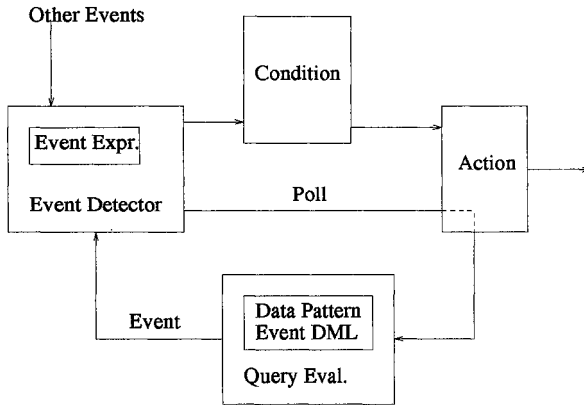 Other Events
Condition
Event Expr.
Event Detector
Action
Poll
Event
Data Pattern
Event DML
Query Eval.